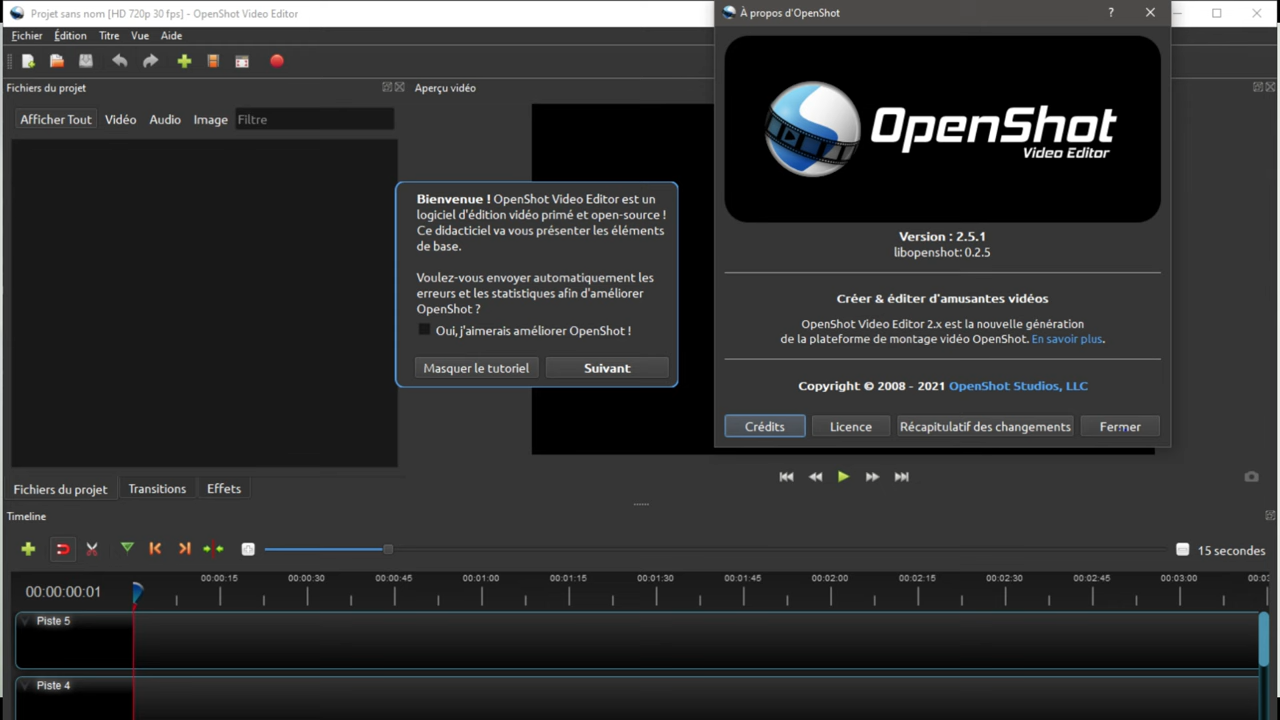 Projet sans nom [HD 720p 30 fps] - OpenShot Video Editor
Fichier Édition Titre Vue Aide
Fichiers du projet
Afficher Tout Vidéo Audio Image Filtre
Aperçu vidéo
Bienvenue ! OpenShot Video Editor est un
logiciel d'édition vidéo primé et open-source !
Ce didacticiel va vous présenter les éléments
de base.
Voulez-vous envoyer automatiquement les
erreurs et les statistiques afin d'améliorer
OpenShot ?
Oui, j'aimerais améliorer OpenShot !
Masquer le tutoriel Suivant
À propos d'OpenShot
?
OpenShot
Video Editor
Version : 2.5.1
libopenshot: 0.2.5
Créer & éditer d'amusantes vidéos
OpenShot Video Editor 2.x est la nouvelle génération
de la plateforme de montage vidéo OpenShot. En savoir plus.
Copyright © 2008 - 2021 OpenShot Studios, LLC
Crédits Licence Récapitulatif des changements Fermer
Fichiers du projet Transitions Effets
Timeline
15 secondes
00:00:00:01
00:00:15 00:00:30 00:00:45 00:01:00 00:01:15 00:01:30 00:01:45 00:02:00 00:02:15 00:02:30 00:02:45 00:03:00
Piste 5
Piste 4